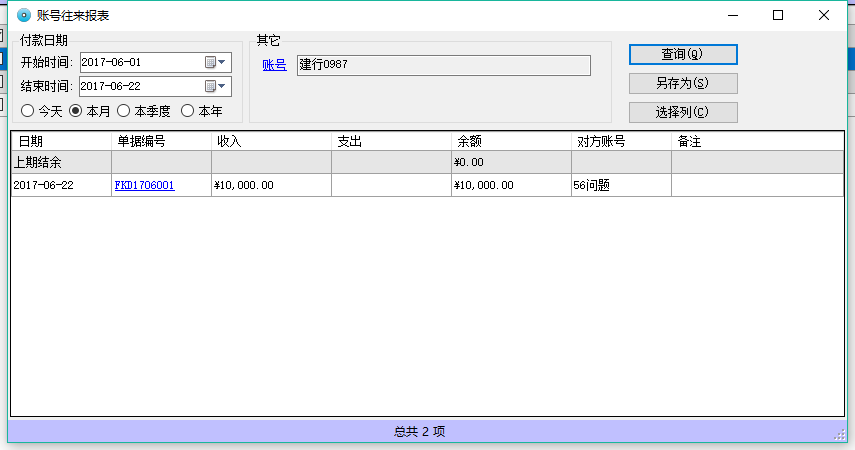 账号往来报表
付款日期
开始时间: 2017-06-01
结束时间: 2017-06-22
今天 本月 本季度 本年
其它
账号 建行0987
查询(Q)
另存为(S)
选择列(C)
日期 单据编号 收入 支出 余额 对方账号 备注
上期结余 ¥0.00
2017-06-22 FKD1706001 ¥10,000.00 ¥10,000.00 56问题
总共 2 项